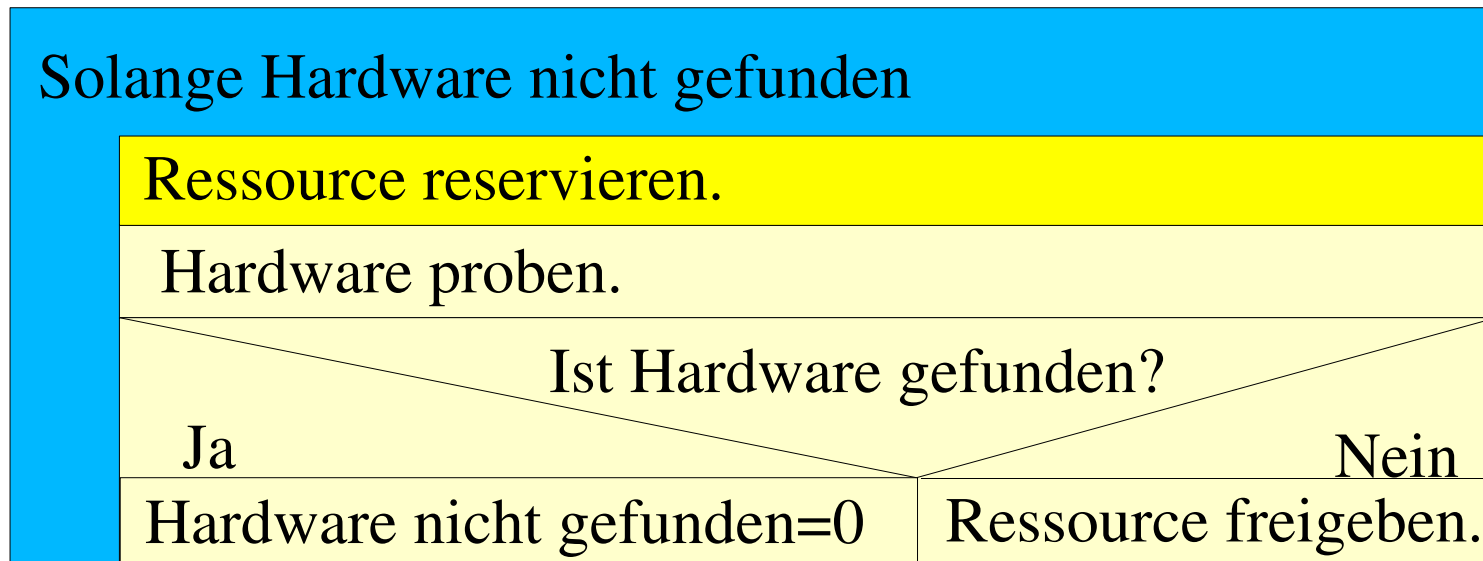 Solange Hardware nicht gefunden
Ressource reservieren.
Hardware proben.
Ist Hardware gefunden?
Ja
Nein
Hardware nicht gefunden=0
Ressource freigeben.